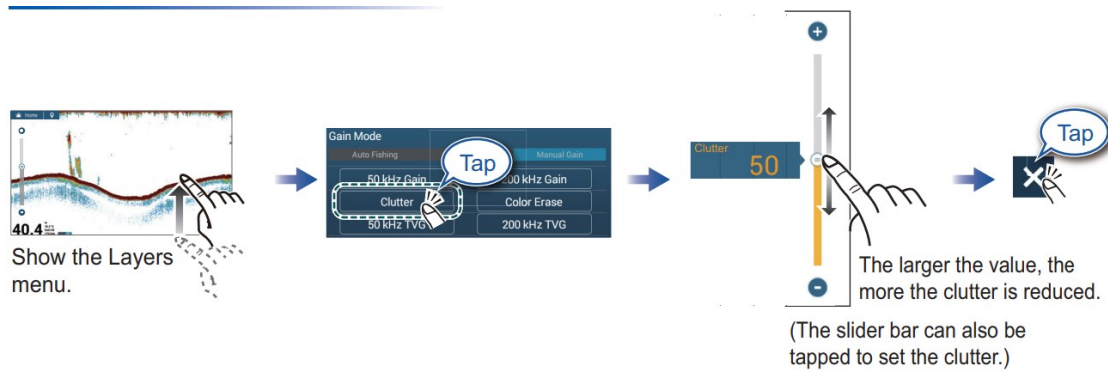 Home
40.4
Show the Layers
menu.
Gain Mode
Auto Fishing
Manual Gain
50 kHz Gain
200 kHz Gain
Clutter
Color Erase
50 kHz TVG
200 kHz TVG
Tap
Clutter
50
The larger the value, the
more the clutter is reduced.
(The slider bar can also be
tapped to set the clutter.)
Tap